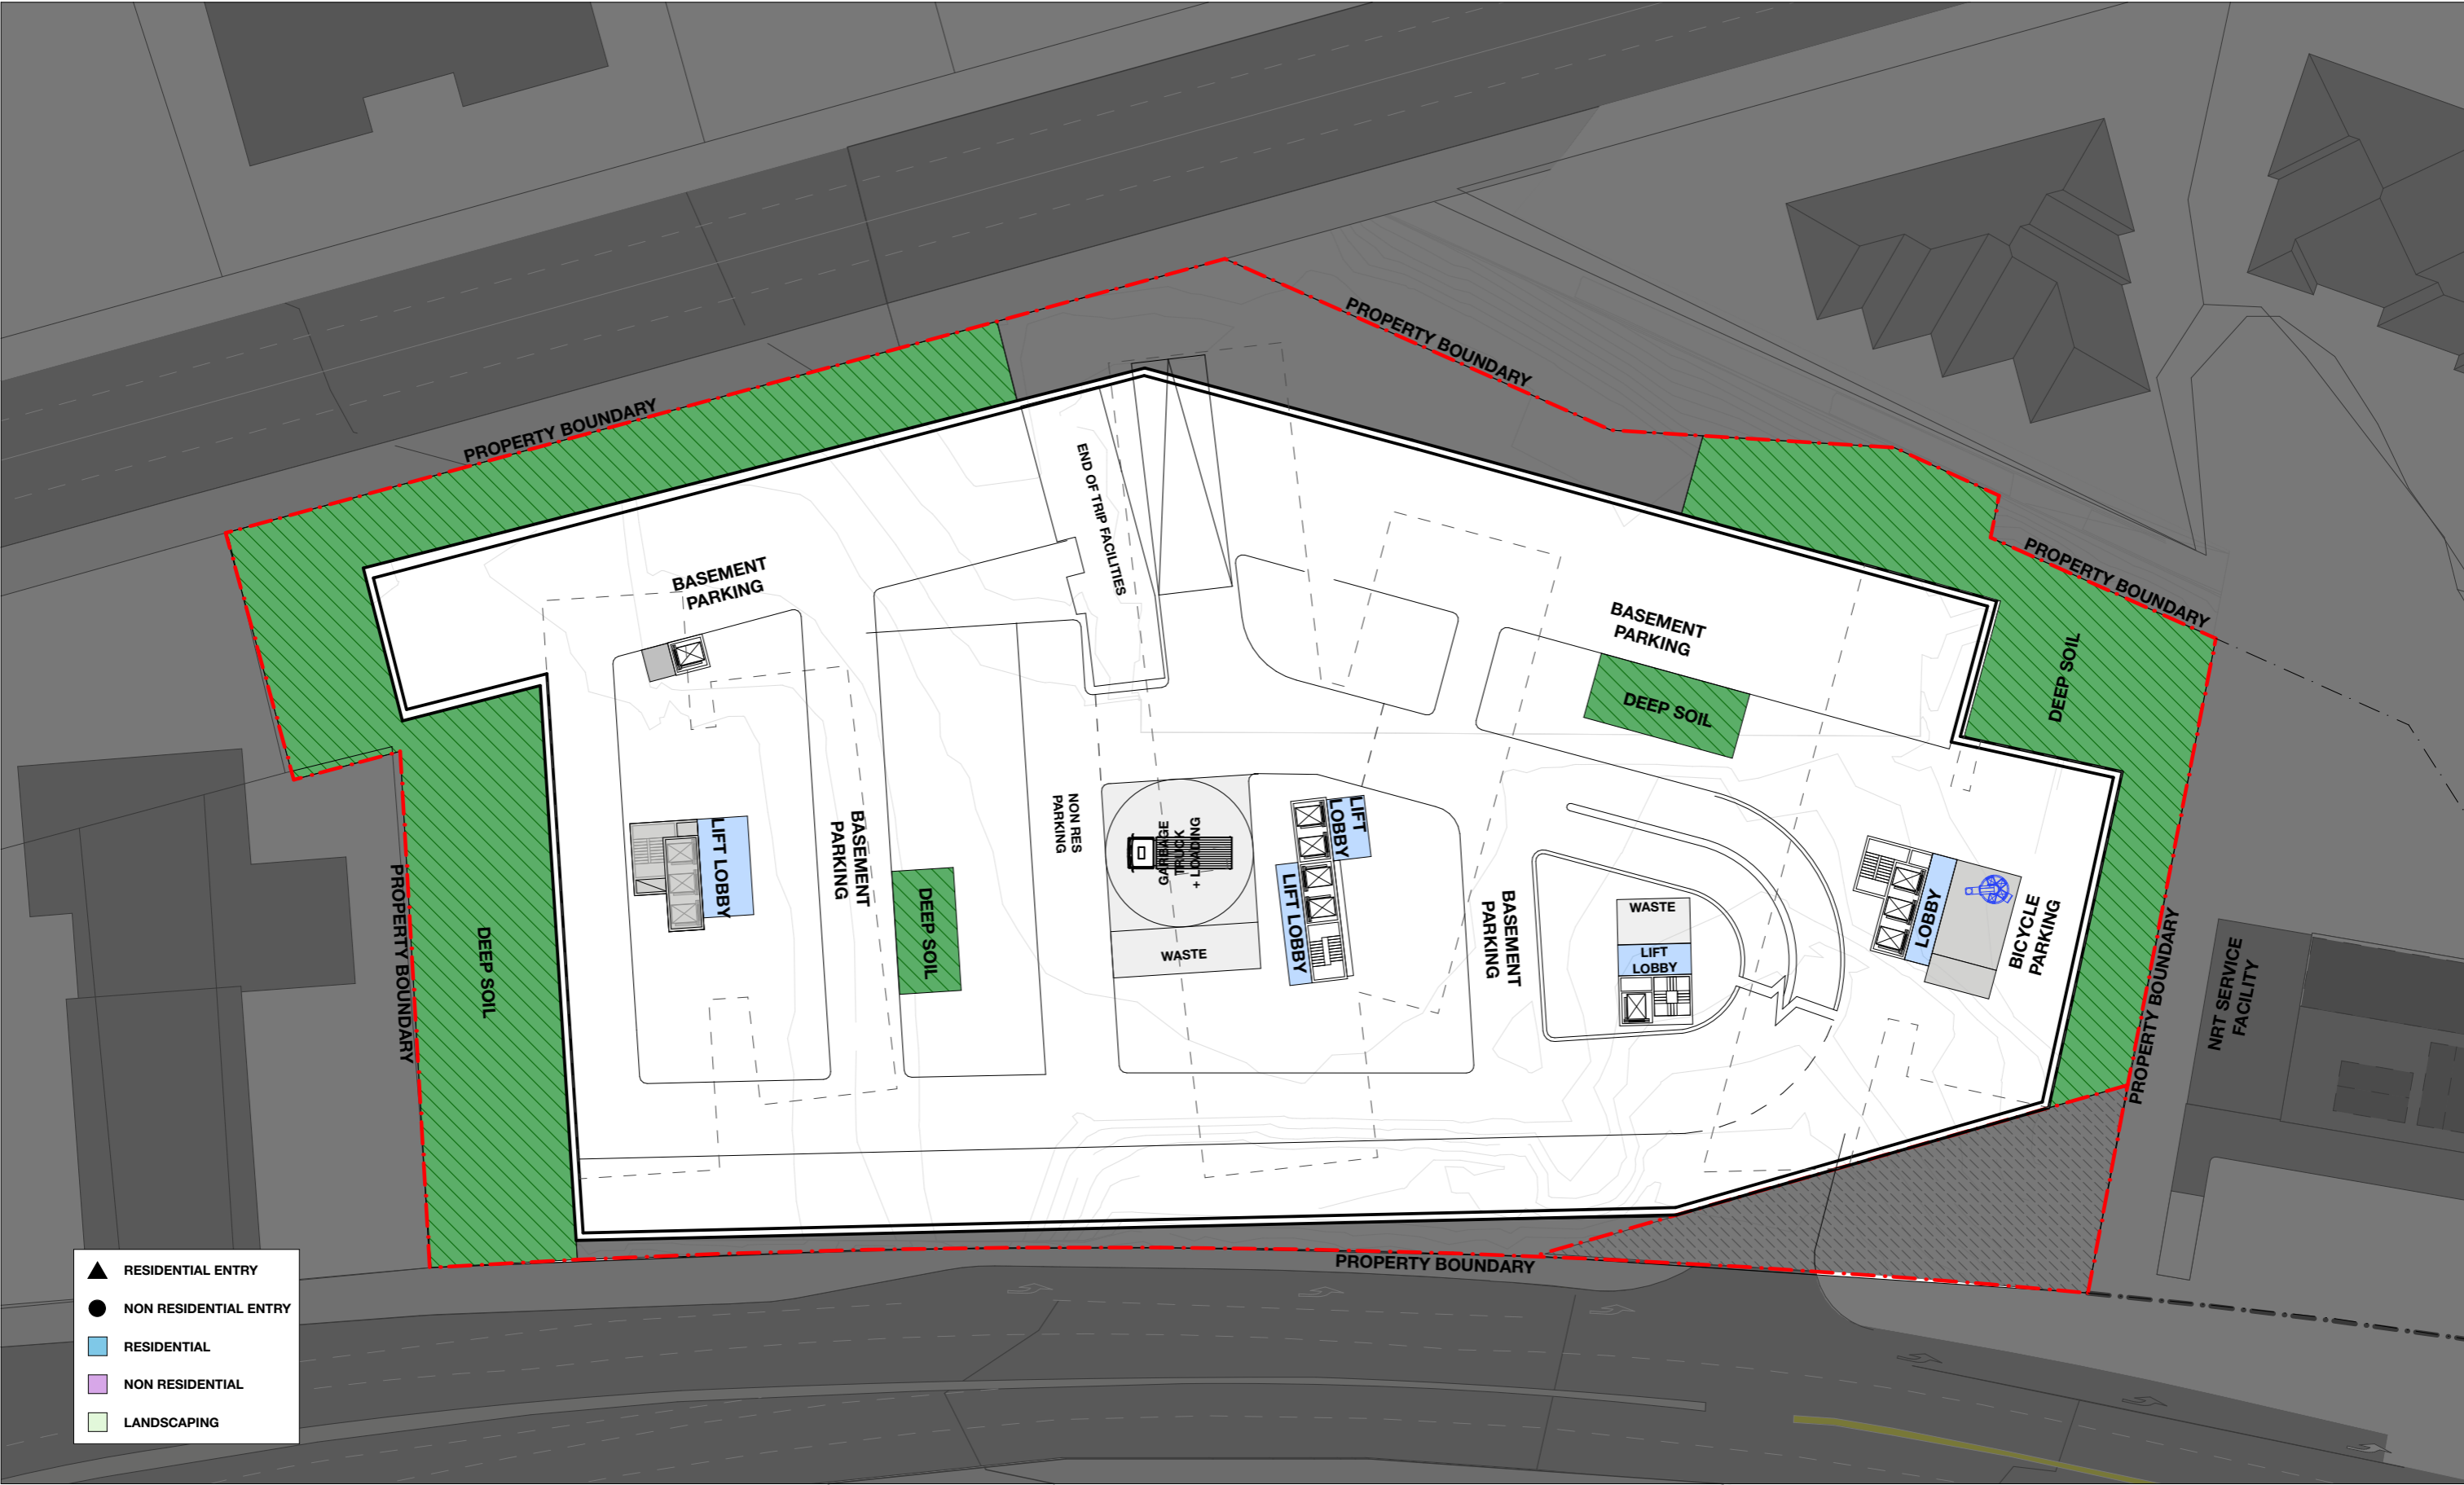 PROPERTY BOUNDARY
PROPERTY BOUNDARY
PROPERTY BOUNDARY
END OF TRIP FACILITIES
BASEMENT
PARKING
BASEMENT
PARKING
DEEP SOIL
DEEP SOIL
NON RES
PARKING
GARBAGE
TRUCK
+ LOADING
WASTE
LIFT
LOBBY
LIFT LOBBY
LIFT LOBBY
BASEMENT
PARKING
DEEP SOIL
DEEP SOIL
PROPERTY BOUNDARY
BASEMENT
PARKING
WASTE
LIFT
LOBBY
LOBBY
BICYCLE
PARKING
PROPERTY BOUNDARY
NRT SERVICE
FACILITY
PROPERTY BOUNDARY
RESIDENTIAL ENTRY
NON RESIDENTIAL ENTRY
RESIDENTIAL
NON RESIDENTIAL
LANDSCAPING